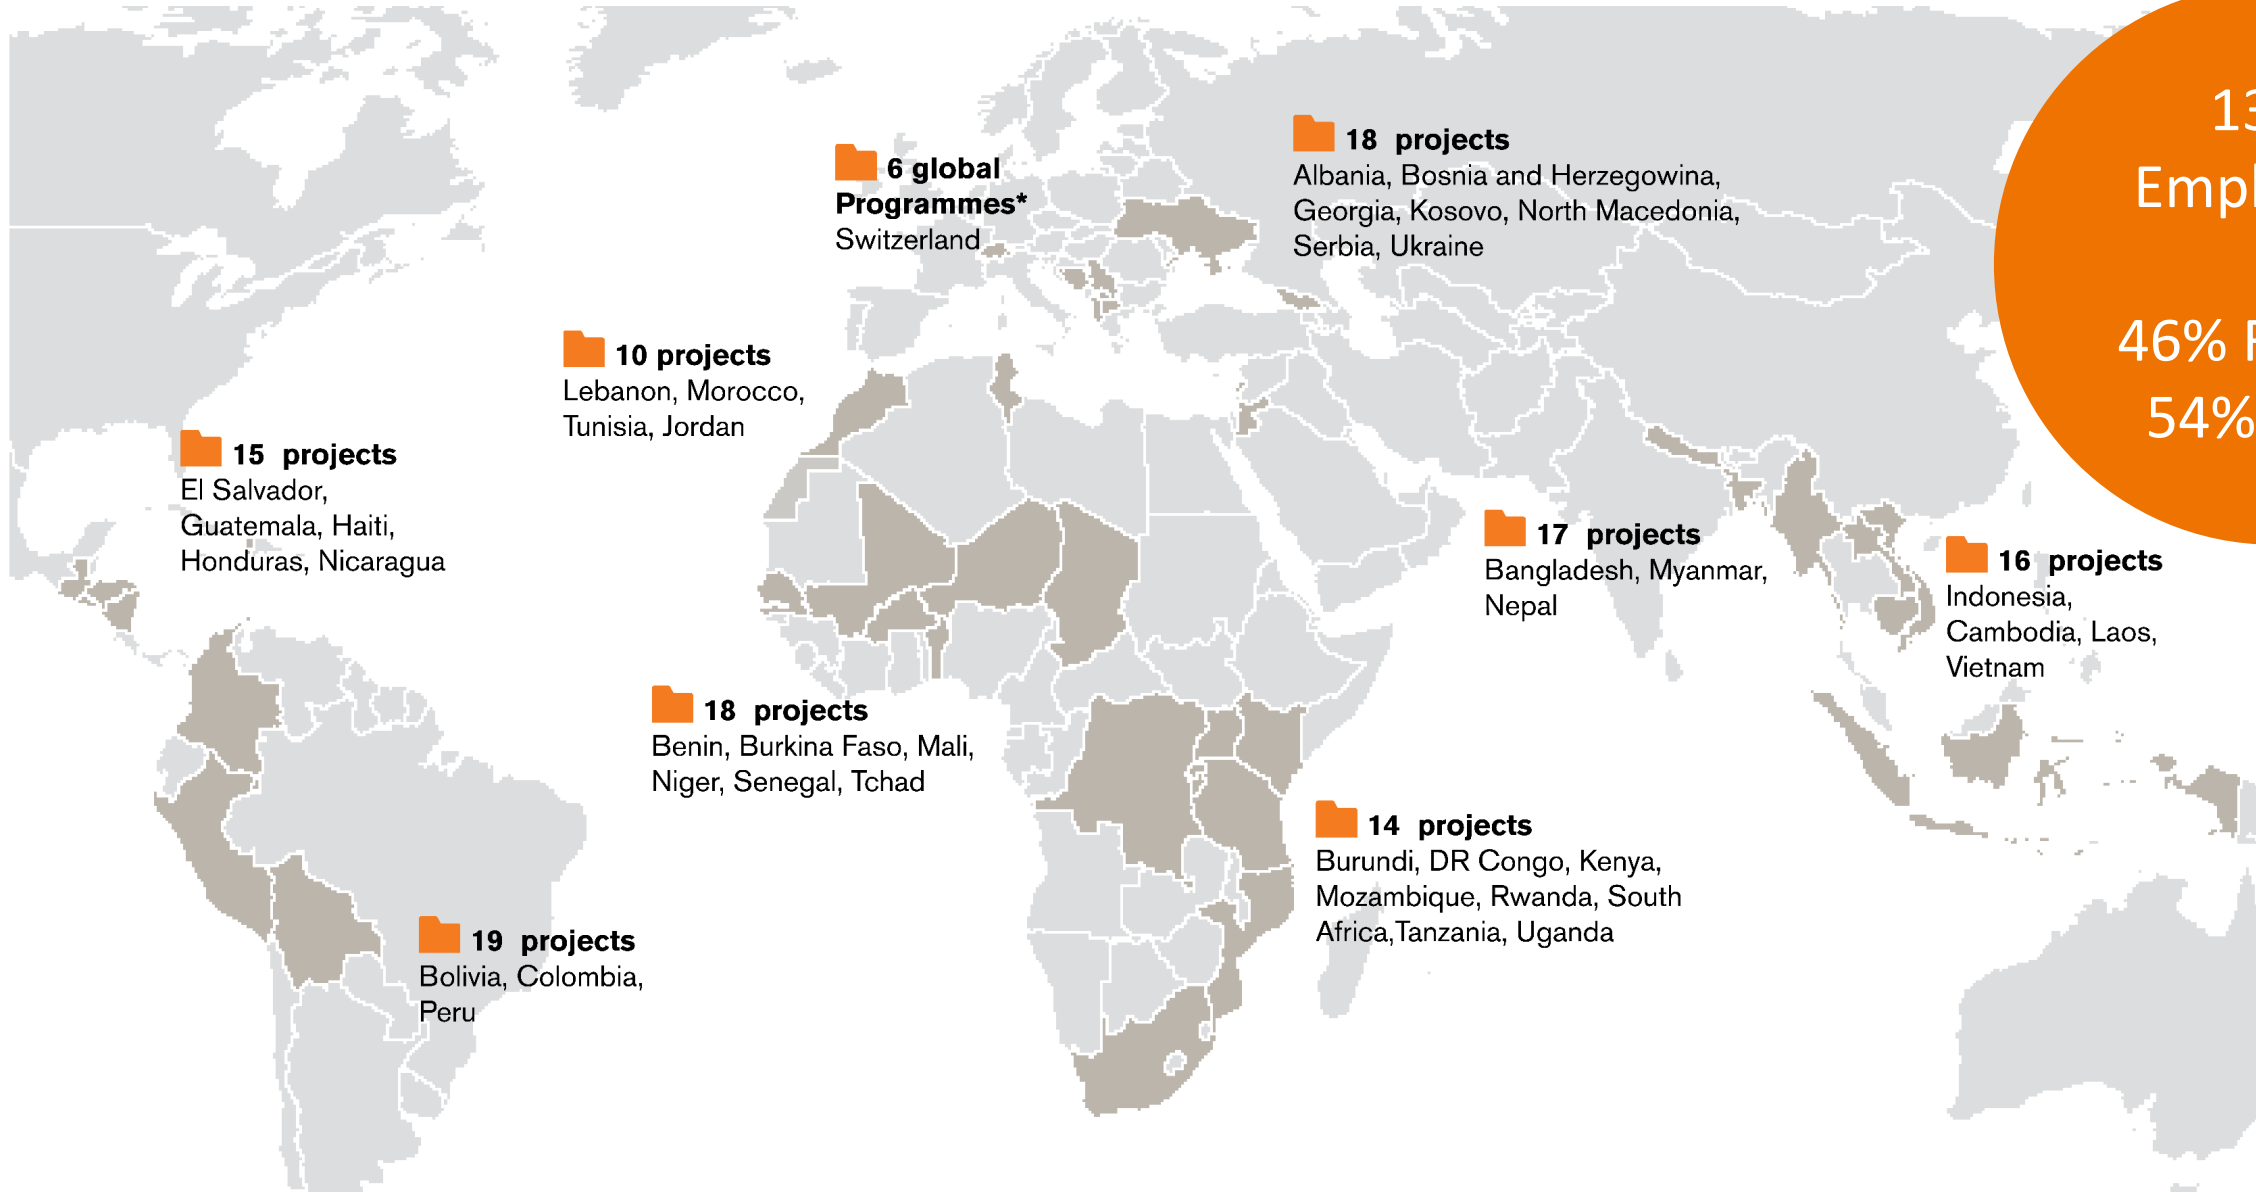 6 global
Programmes*
Switzerland
18 projects
Albania, Bosnia and Herzegowina,
Georgia, Kosovo, North Macedonia,
Serbia, Ukraine
10 projects
Lebanon, Morocco,
Tunisia, Jordan
15 projects
El Salvador,
Guatemala, Haiti,
Honduras, Nicaragua
17 projects
Bangladesh, Myanmar,
Nepal
16 projects
Indonesia,
Cambodia, Laos,
Vietnam
18 projects
Benin, Burkina Faso, Mali,
Niger, Senegal, Tchad
14 projects
Burundi, DR Congo, Kenya,
Mozambique, Rwanda, South
Africa,Tanzania, Uganda
19 projects
Bolivia, Colombia,
Peru
46%
54%